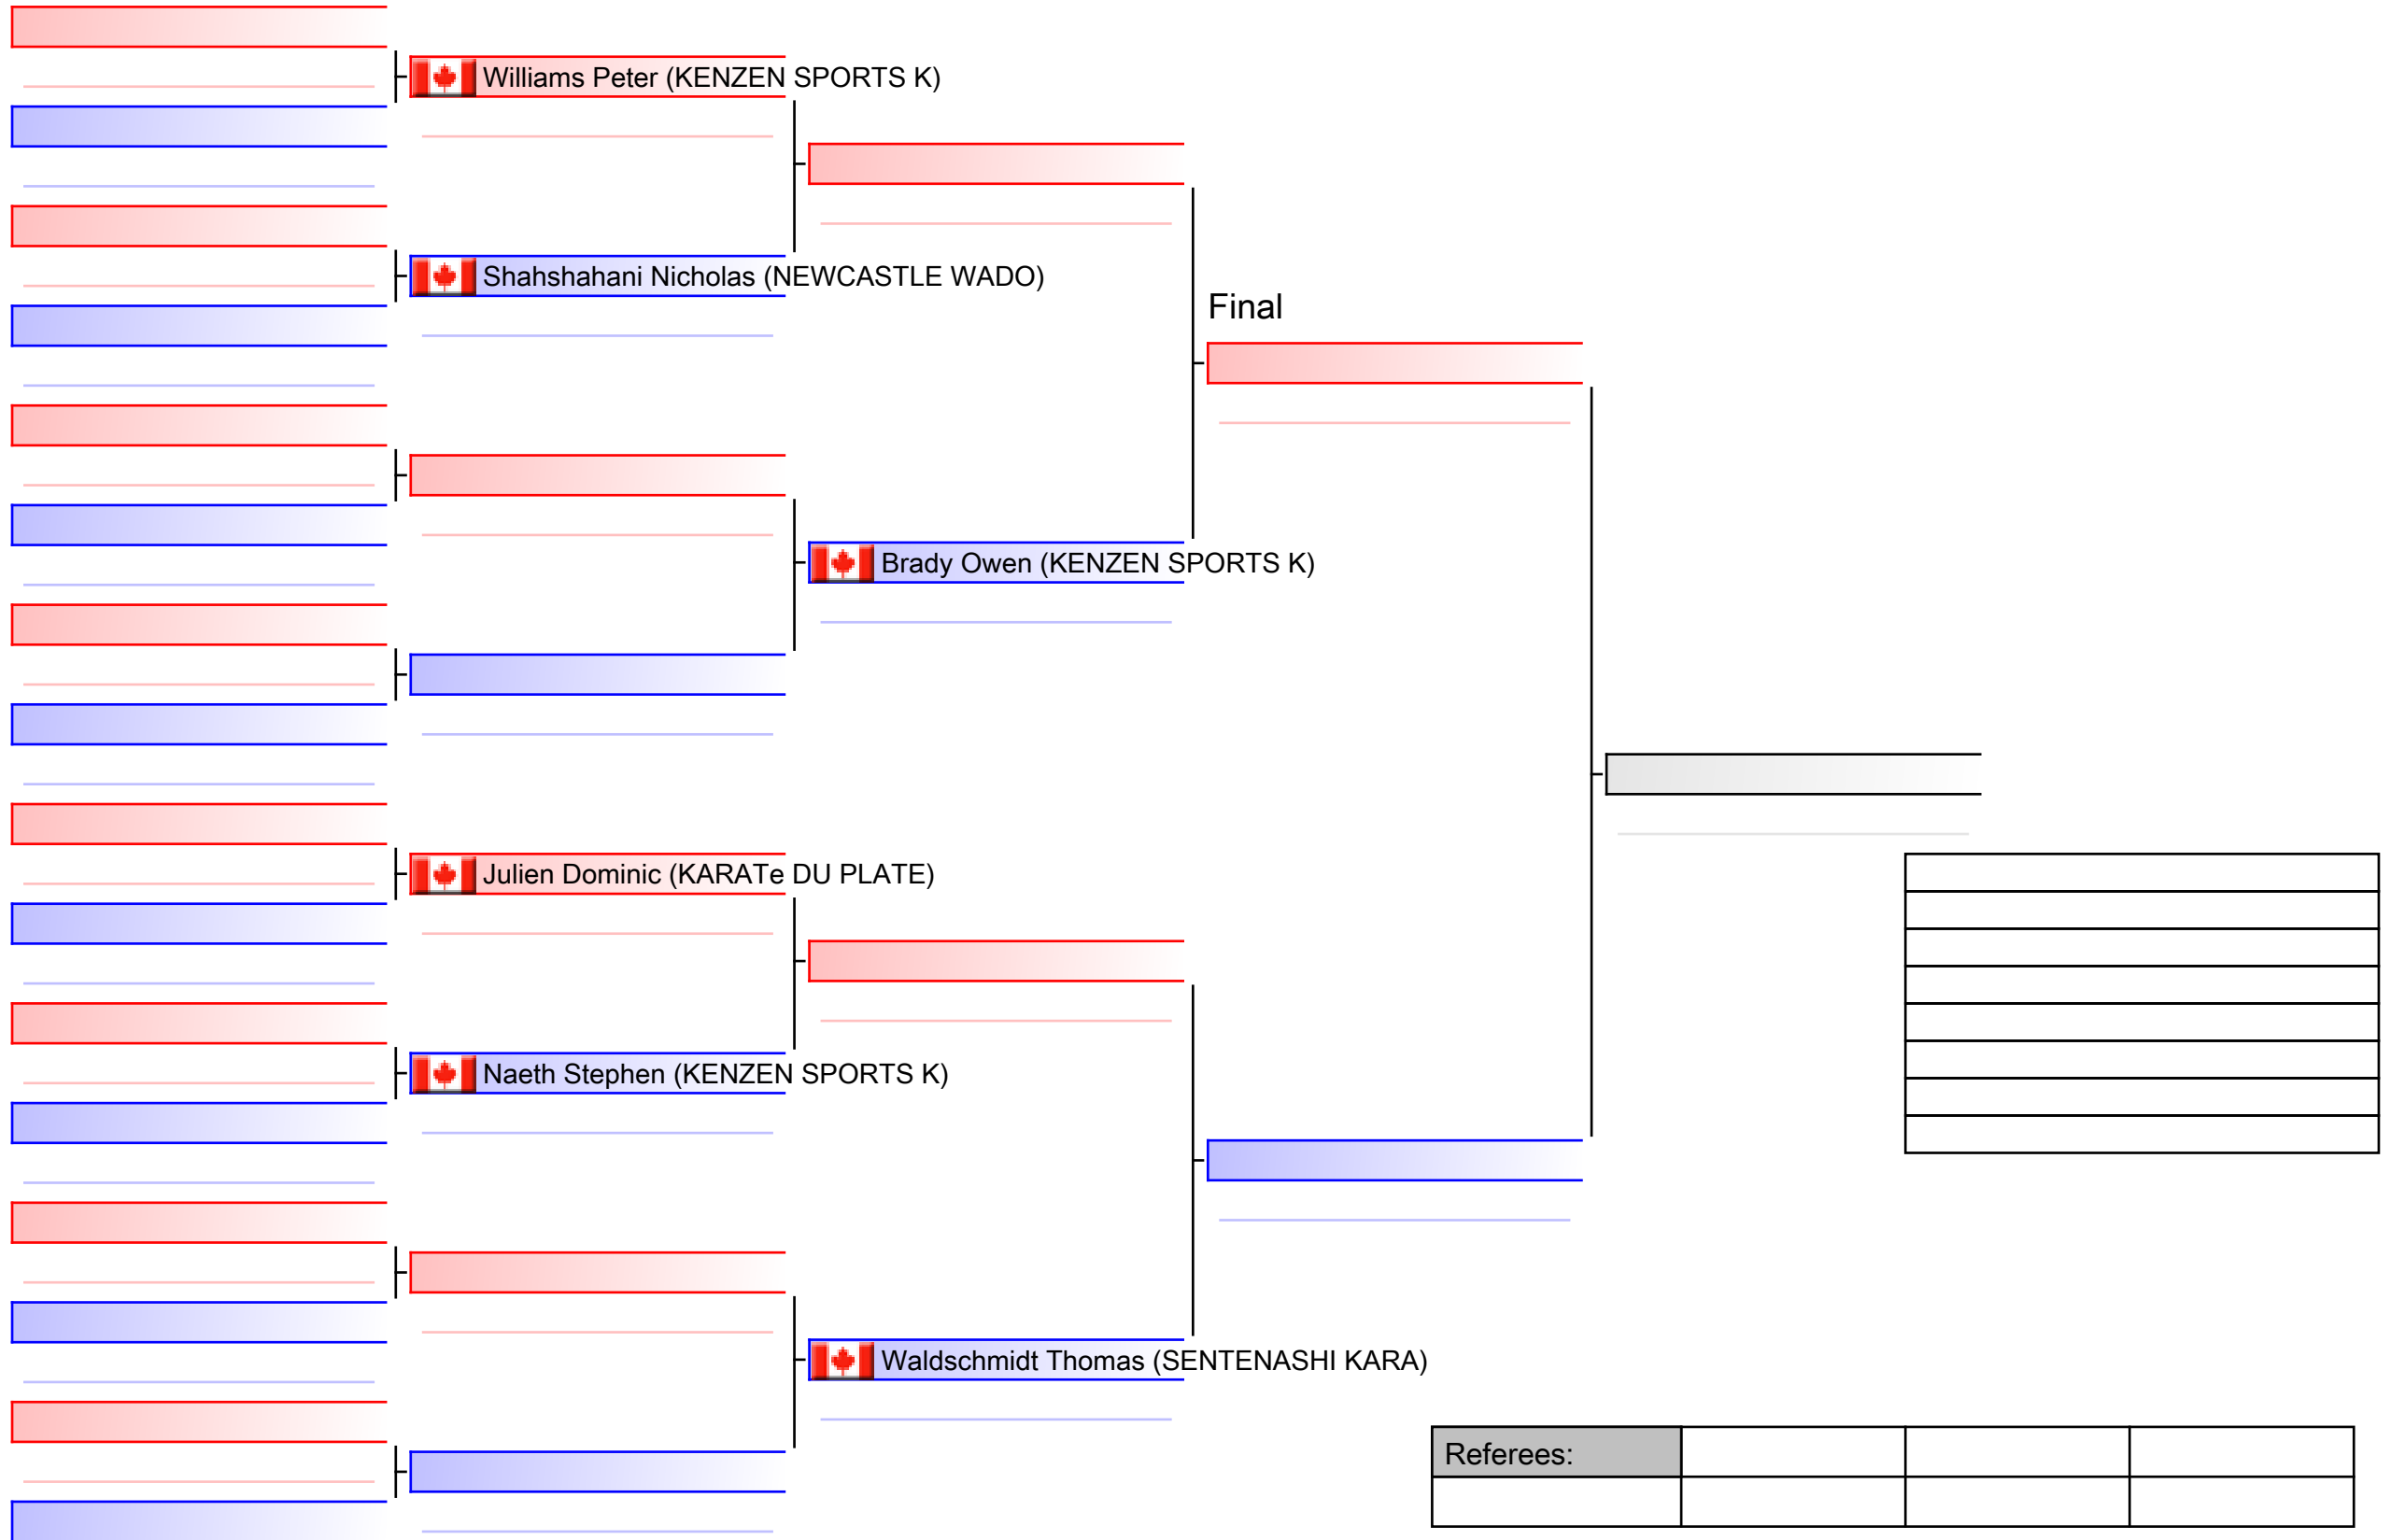 Williams Peter (KENZEN SPORTS K)
Shahshahani Nicholas (NEWCASTLE WADO)
Final
Brady Owen (KENZEN SPORTS K)
Julien Dominic (KARATe DU PLATE)
Naeth Stephen (KENZEN SPORTS K)
Waldschmidt Thomas (SENTENASHI KARA)
Referees: